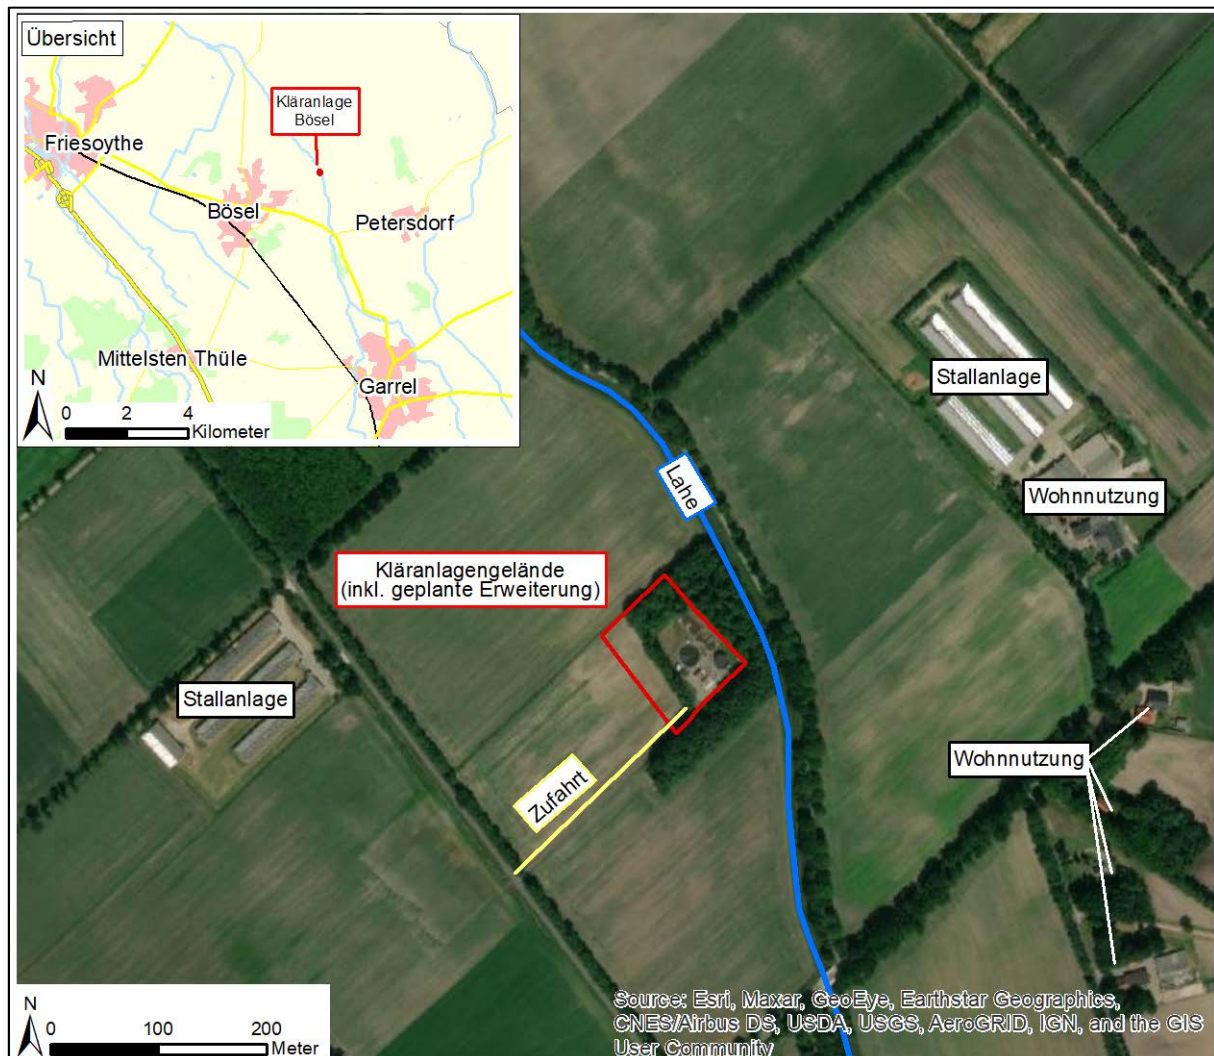 Übersicht
Kläranlage
Bösel
Friesoythe
Bösel
Petersdorf
Mittelsten Thüle
Garrel
N
0 2 4
Kilometer
Stallanlage
Wohnnutzung
Lahe
Kläranlagengelände
(inkl. geplante Erweiterung)
Stallanlage
Wohnnutzung
Zufahrt
N
0 100 200
Meter
Source: Esri, Maxar, GeoEye, Earthstar Geographics,
CNES/Airbus DS, USDA, USGS, AeroGRID, IGN, and the GIS
User Community